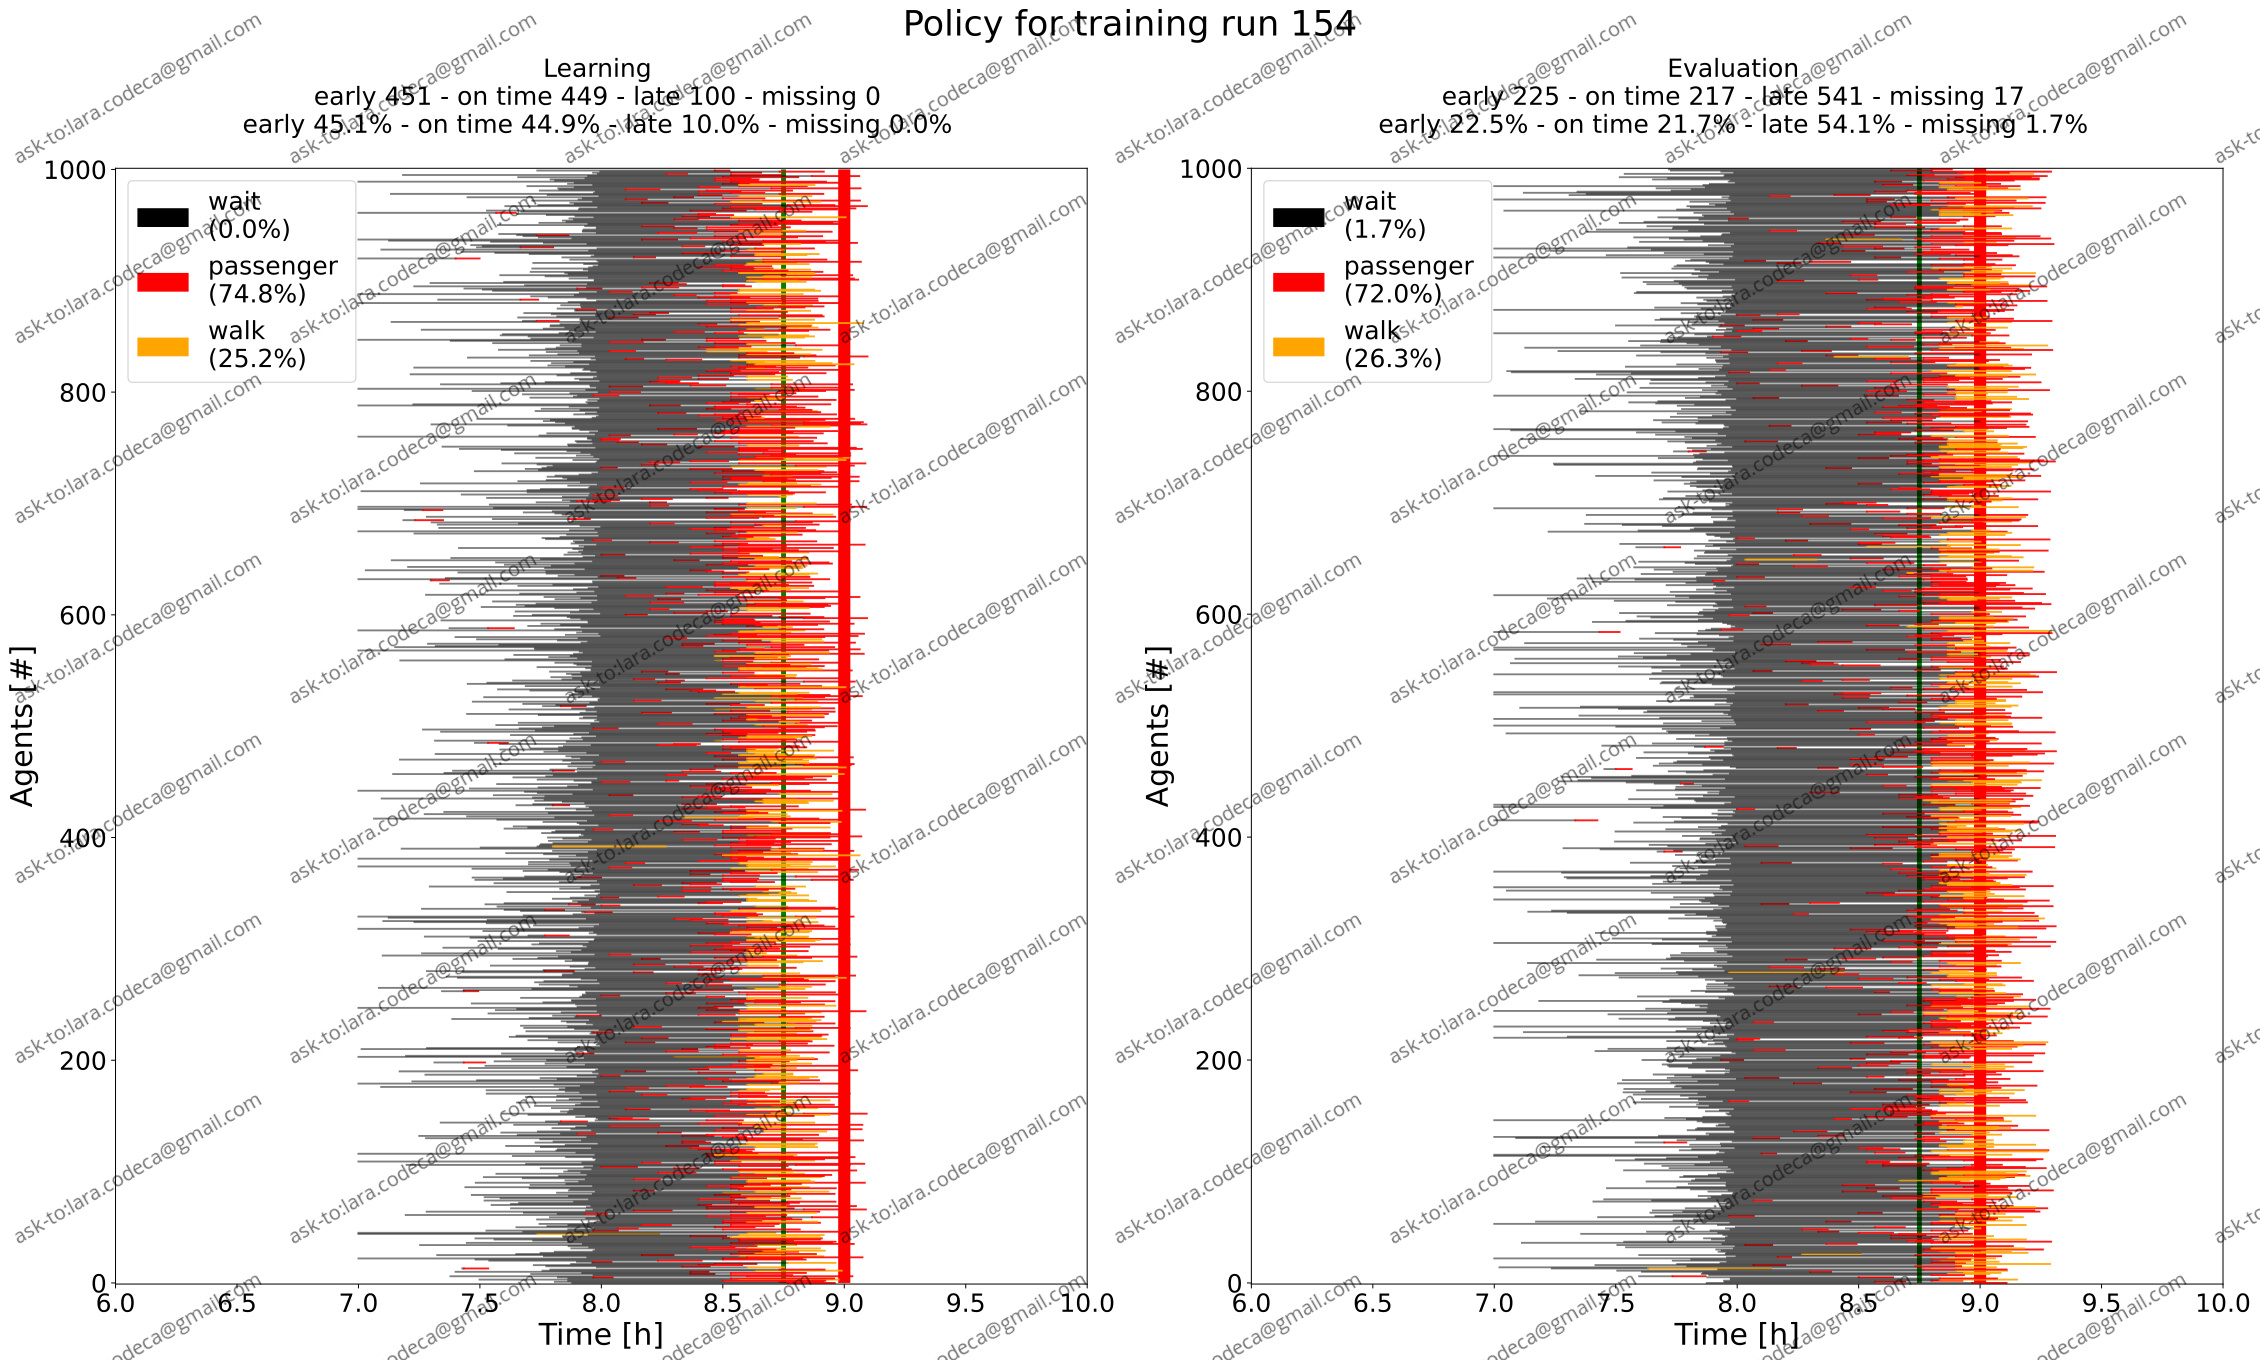 Policy for training run 154
Learning
early 451 - on time 449 - late 100 - missing 0
early 45.1% - on time 44.9% - late 10.0% - missing 0.0%
wait
(0.0%)
passenger
(74.8%)
walk
(25.2%)
Agents [#]
1000
800
600
400
200
0
6.0 6.5 7.0 7.5 8.0 8.5 9.0 9.5 10.0
Time [h]
Evaluation
early 225 - on time 217 - late 541 - missing 17
early 22.5% - on time 21.7% - late 54.1% - missing 1.7%
wait
(1.7%)
passenger
(72.0%)
walk
(26.3%)
Agents [#]
1000
800
600
400
200
0
6.0 6.5 7.0 7.5 8.0 8.5 9.0 9.5 10.0
Time [h]
ask-to:lara.codeca@gmail.com